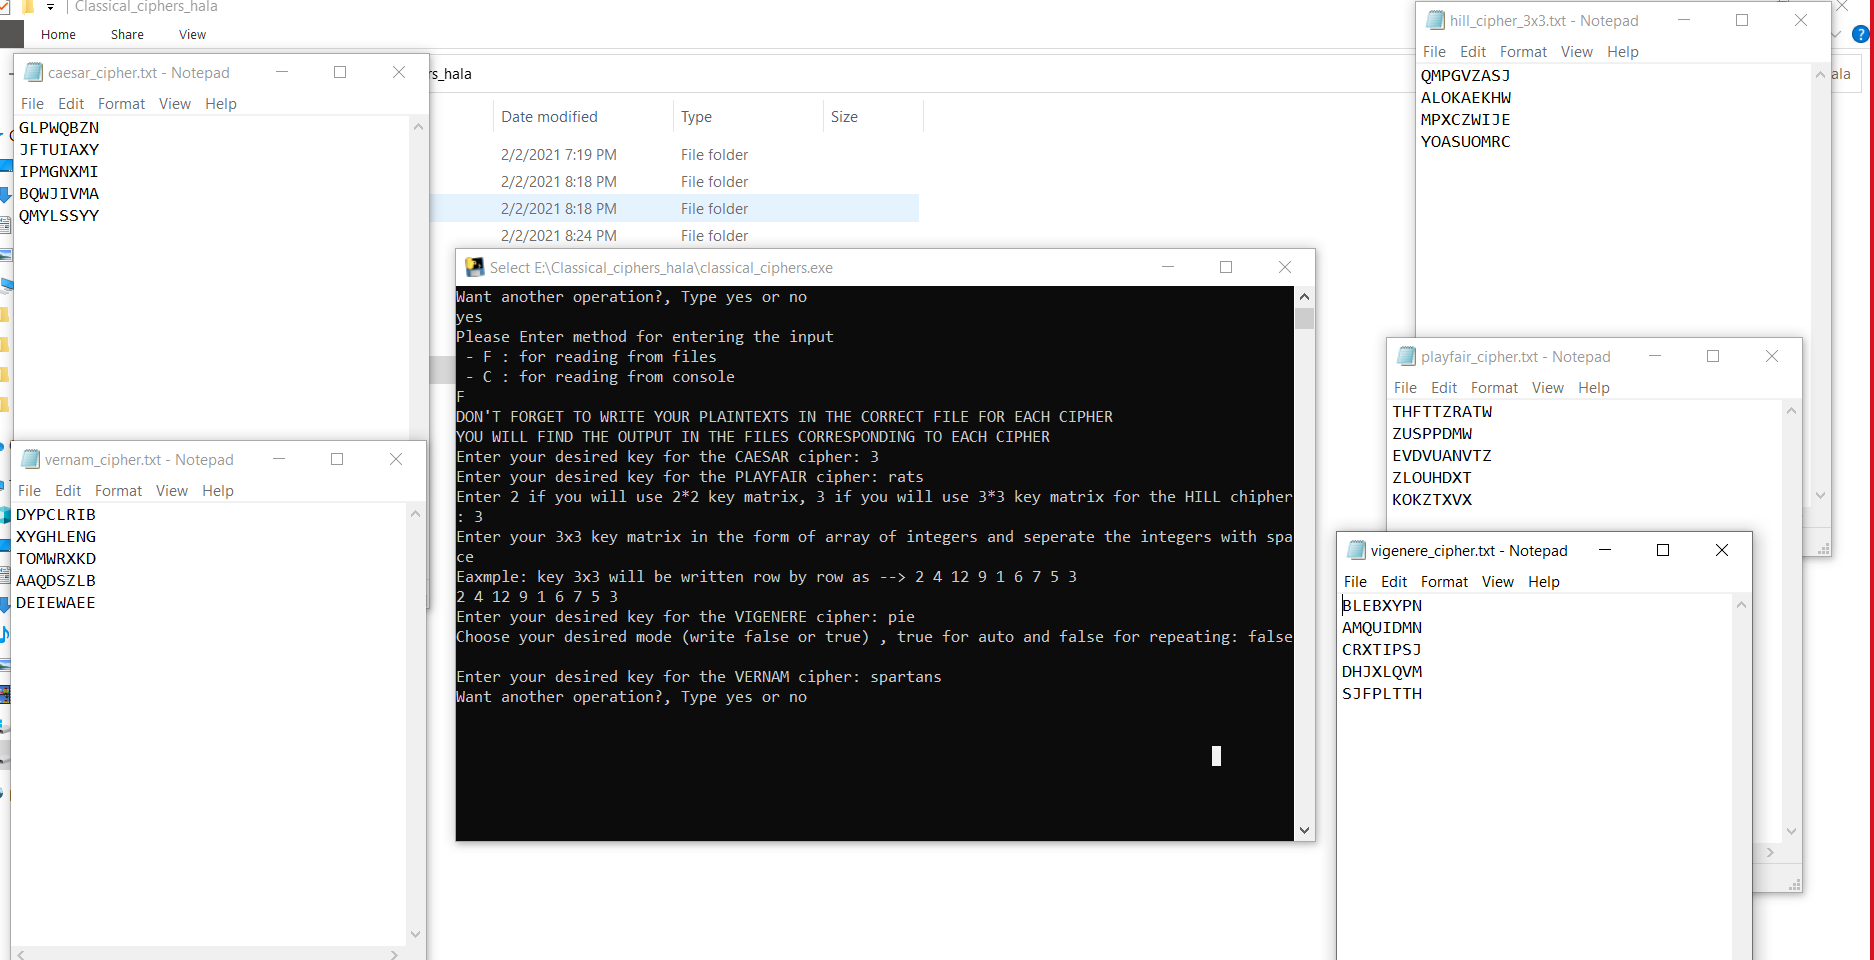 Classical_ciphers_hala
Home Share View
caesar_cipher.txt - Notepad
File Edit Format View Help
GLPWQBZN
JFTUIAXY
IPMGNXMI
BQWJIVMA
QMYLSSYY
rs_hala
Date modified Type Size
2/2/2021 7:19 PM File folder
2/2/2021 8:18 PM File folder
2/2/2021 8:18 PM File folder
2/2/2021 8:24 PM File folder
hill_cipher_3x3.txt - Notepad
File Edit Format View Help
QMPGVZASJ
ALOKAEKHW
MPXCZWIJE
YOASUOMRC
ala
vernam_cipher.txt - Notepad
File Edit Format View Help
DYPCLRIB
XYGHLENG
TOMWRXKD
AAQDSZLB
DEIEWAEE
Select E:\Classical_ciphers_hala\classical_ciphers.exe
Want another operation?, Type yes or no
yes
Please Enter method for entering the input
- F : for reading from files
- C : for reading from console
F
DON'T FORGET TO WRITE YOUR PLAINTEXTS IN THE CORRECT FILE FOR EACH CIPHER
YOU WILL FIND THE OUTPUT IN THE FILES CORRESPONDING TO EACH CIPHER
Enter your desired key for the CAESAR cipher: 3
Enter your desired key for the PLAYFAIR cipher: rats
Enter 2 if you will use 2*2 key matrix, 3 if you will use 3*3 key matrix for the HILL chipher
: 3
Enter your 3x3 key matrix in the form of array of integers and seperate the integers with spa
ce
Eaxmple: key 3x3 will be written row by row as --> 2 4 12 9 1 6 7 5 3
2 4 12 9 1 6 7 5 3
Enter your desired key for the VIGENERE cipher: pie
Choose your desired mode (write false or true) , true for auto and false for repeating: false
Enter your desired key for the VERNAM cipher: spartans
Want another operation?, Type yes or no
playfair_cipher.txt - Notepad
File Edit Format View Help
THFTTZRATW
ZUSPPDMW
EVDVUANVTZ
ZLOUHDXT
KOKZTXVX
vigenere_cipher.txt - Notepad
File Edit Format View Help
BLEBXYPN
AMQUIDMN
CRXTIPSJ
DHJXLQVM
SJFPLTTH